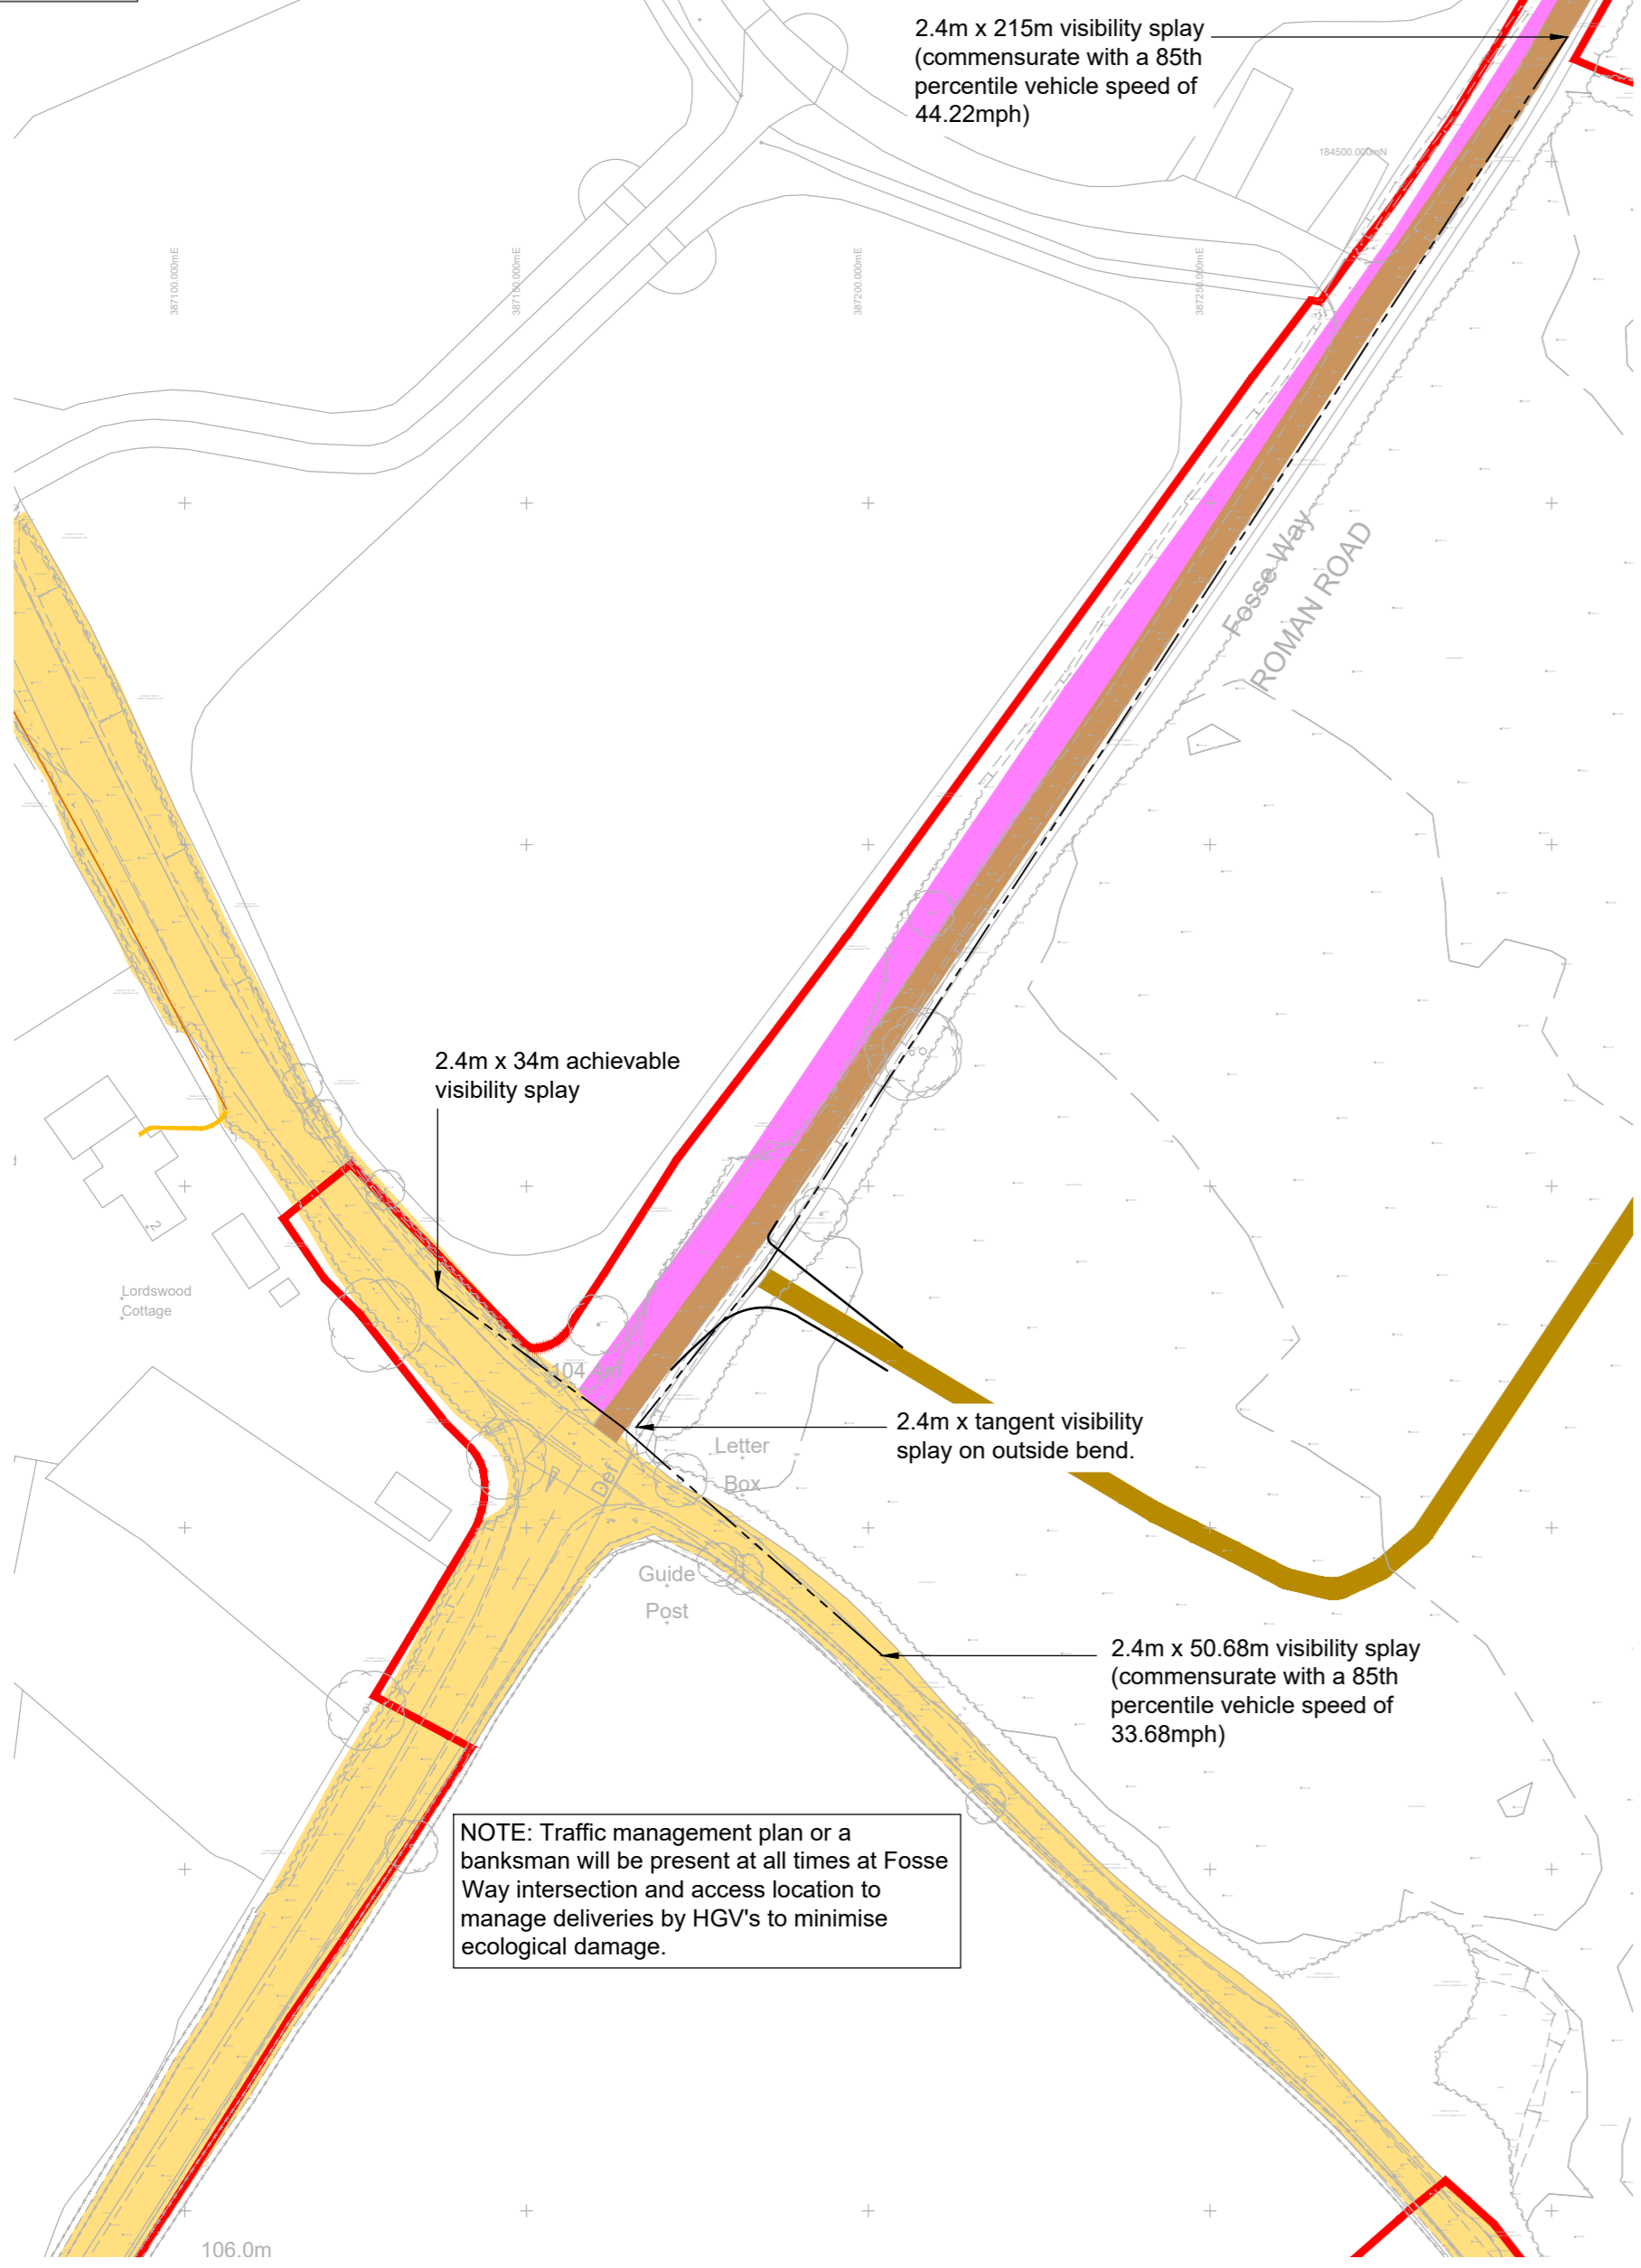 2.4m x 215m visibility splay
(commensurate with a 85th
percentile vehicle speed of
44.22mph)
184500.000mN
387100.000mE
387150.000mE
387200.000mE
387250.000mE
Fosse Way
ROMAN ROAD
2.4m x 34m achievable
visibility splay
2
Lordswood
Cottage
2.4m x tangent visibility
splay on outside bend.
Letter
Box
Def
Guide
Post
2.4m x 50.68m visibility splay
(commensurate with a 85th
percentile vehicle speed of
33.68mph)
NOTE: Traffic management plan or a
banksman will be present at all times at Fosse
Way intersection and access location to
manage deliveries by HGV's to minimise
ecological damage.
106.0m